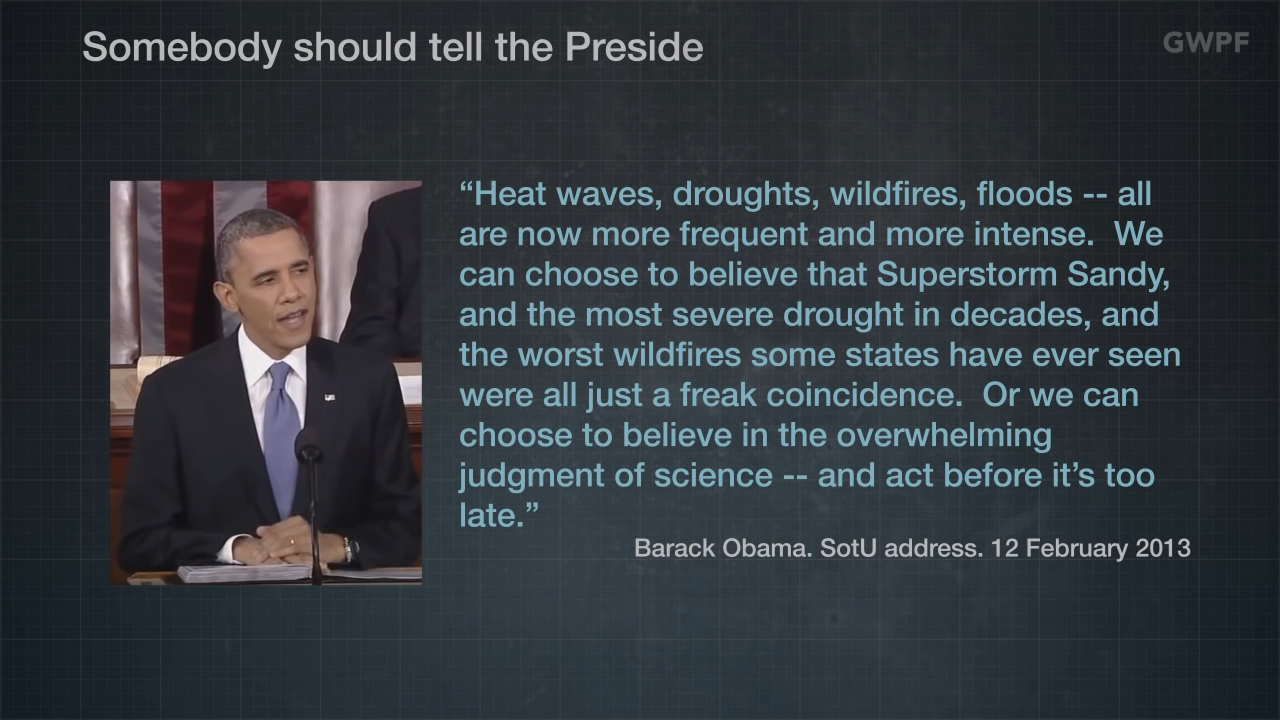 Somebody should tell the Preside
GWPF
“Heat waves, droughts, wildfires, floods -- all
are now more frequent and more intense.  We
can choose to believe that Superstorm Sandy,
and the most severe drought in decades, and
the worst wildfires some states have ever seen
were all just a freak coincidence.  Or we can
choose to believe in the overwhelming
judgment of science -- and act before it’s too
late.”
Barack Obama. SotU address. 12 February 2013